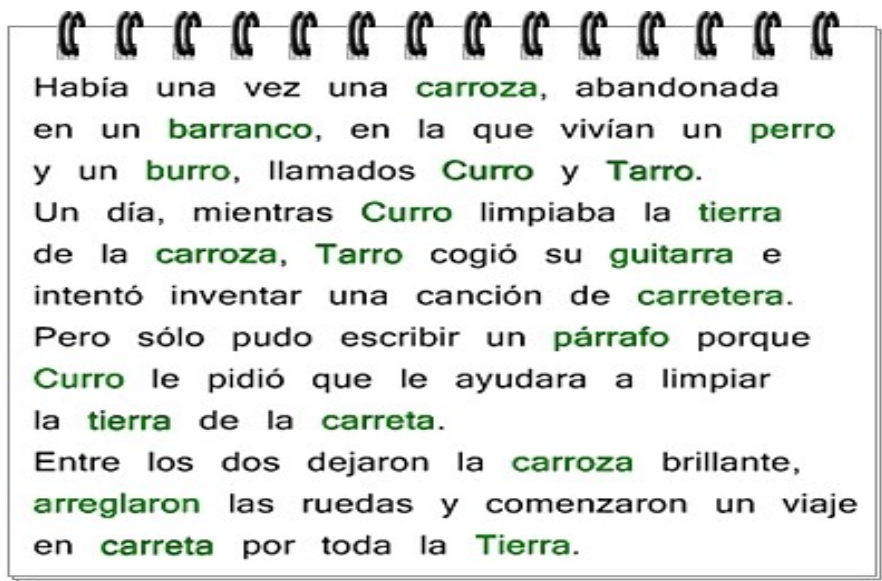 Había una vez una carroza, abandonada
en un barranco, en la que vivían un perro
y un burro, llamados Curro y Tarro.
Un día, mientras Curro limpiaba la tierra
de la carroza, Tarro cogió su guitarra e
intentó inventar una canción de carretera.
Pero sólo pudo escribir un párrafo porque
Curro le pidió que le ayudara a limpiar
la tierra de la carreta.
Entre los dos dejaron la carroza brillante,
arreglaron las ruedas y comenzaron un viaje
en carreta por toda la Tierra.